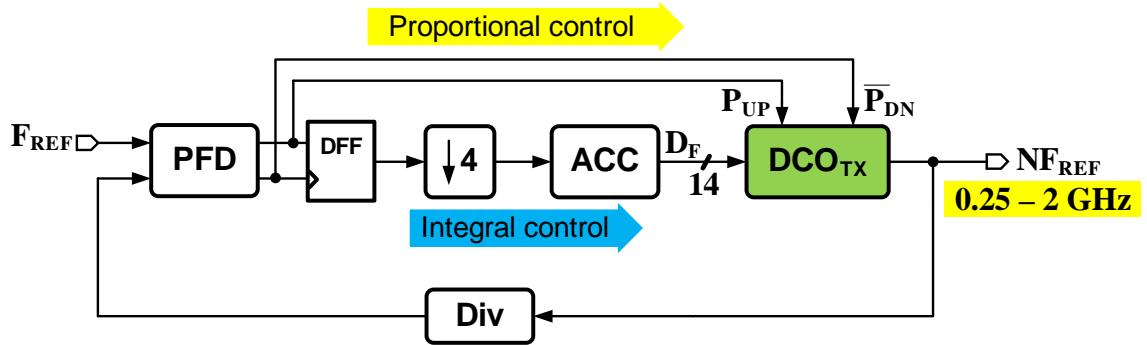 Proportional control
P_UP
P̅_DN
F_REF
PFD
DFF
↓4
ACC
D_F
14
DCO_TX
NF_REF
0.25 – 2 GHz
Integral control
Div